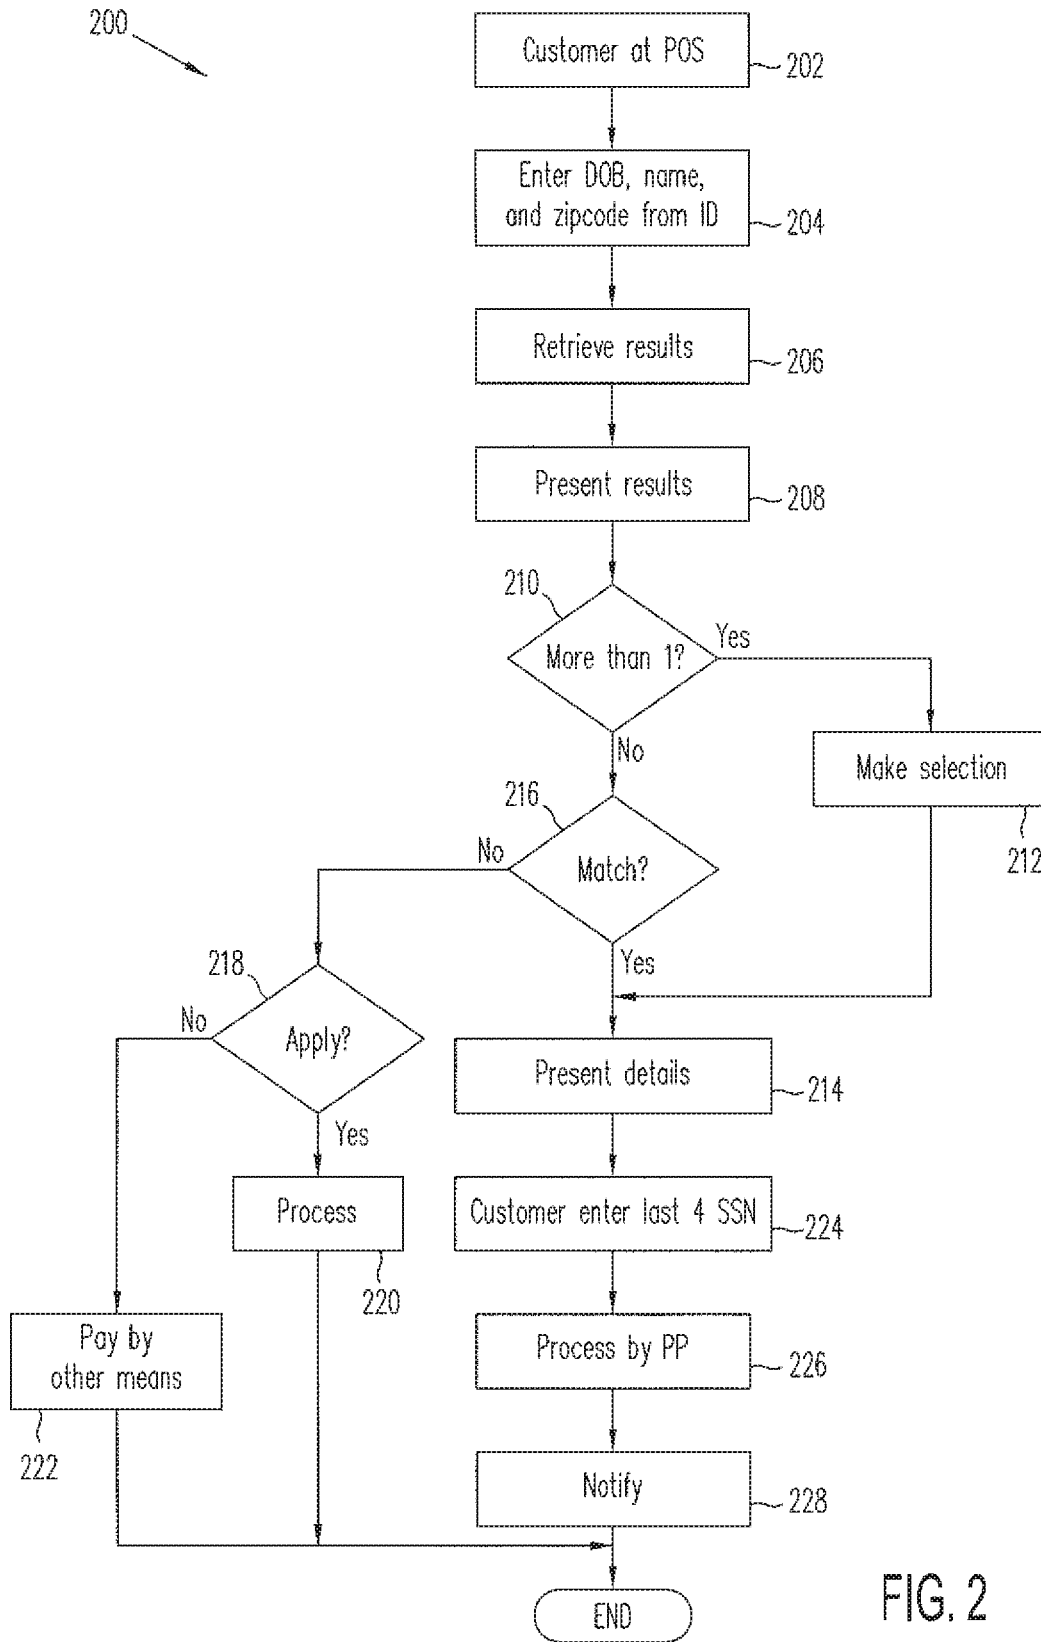 200
Customer at POS
202
Enter DOB, name,
and zipcode from ID
204
Retrieve results
206
Present results
208
210
More than 1?
Yes
No
Make selection
212
216
Match?
No
Yes
218
Apply?
No
Yes
Present details
214
Process
220
Customer enter last 4 SSN
224
Pay by
other means
222
Process by PP
226
Notify
228
END
FIG. 2